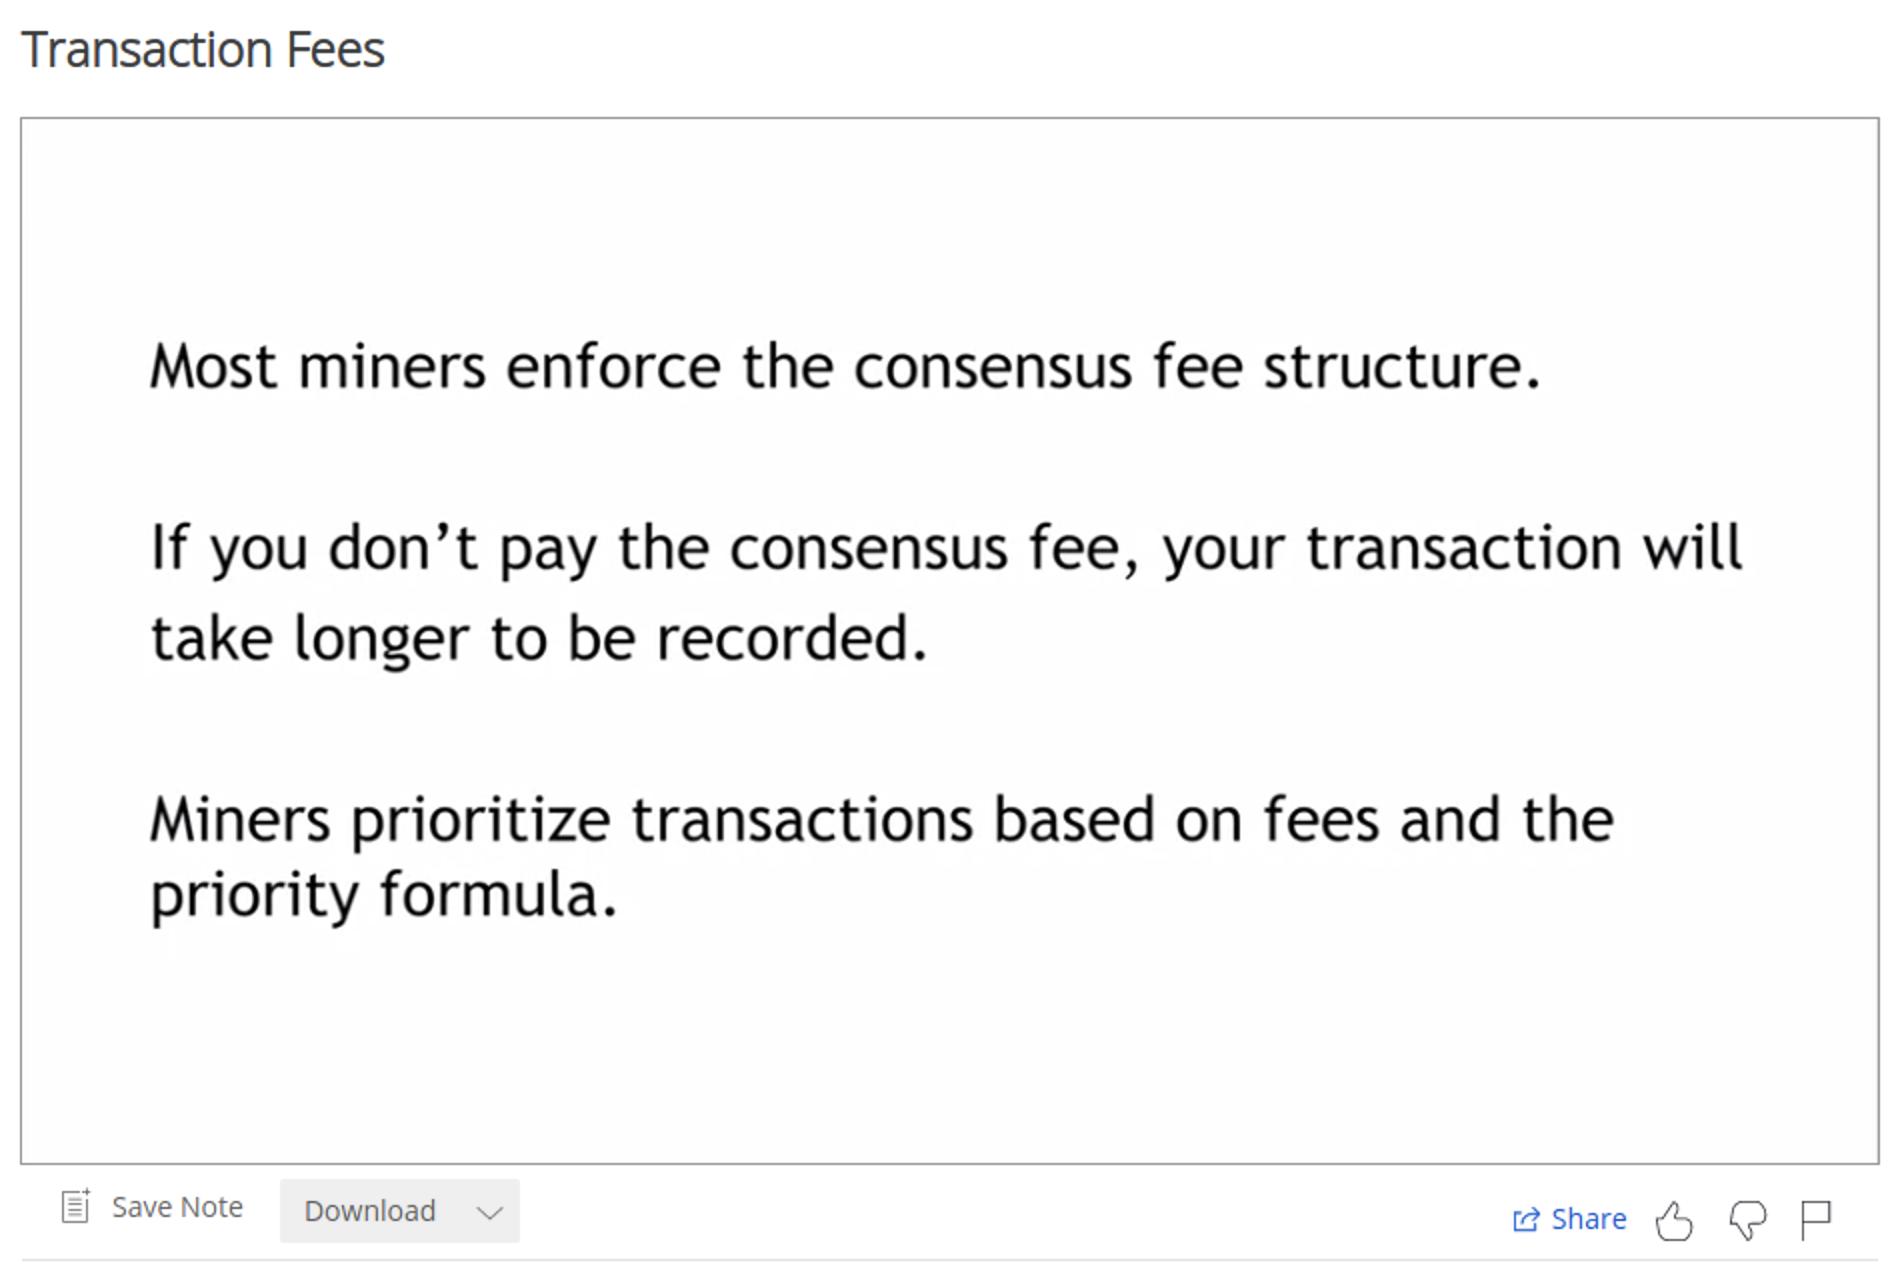 Transaction Fees
Most miners enforce the consensus fee structure.
If you don’t pay the consensus fee, your transaction will
take longer to be recorded.
Miners prioritize transactions based on fees and the
priority formula.
Save Note
Download
Share